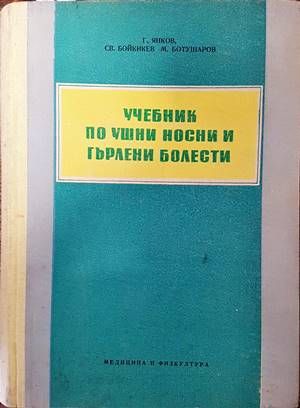 Г. ЯНКОВ,
СВ. БОЙКИКЕВ М. БОТУШАРОВ
УЧЕБНИК
ПО УШНИ НОСНИ И
ГЪРЛЕНИ БОЛЕСТИ
МЕДИЦИНА И ФИЗКУЛТУРА